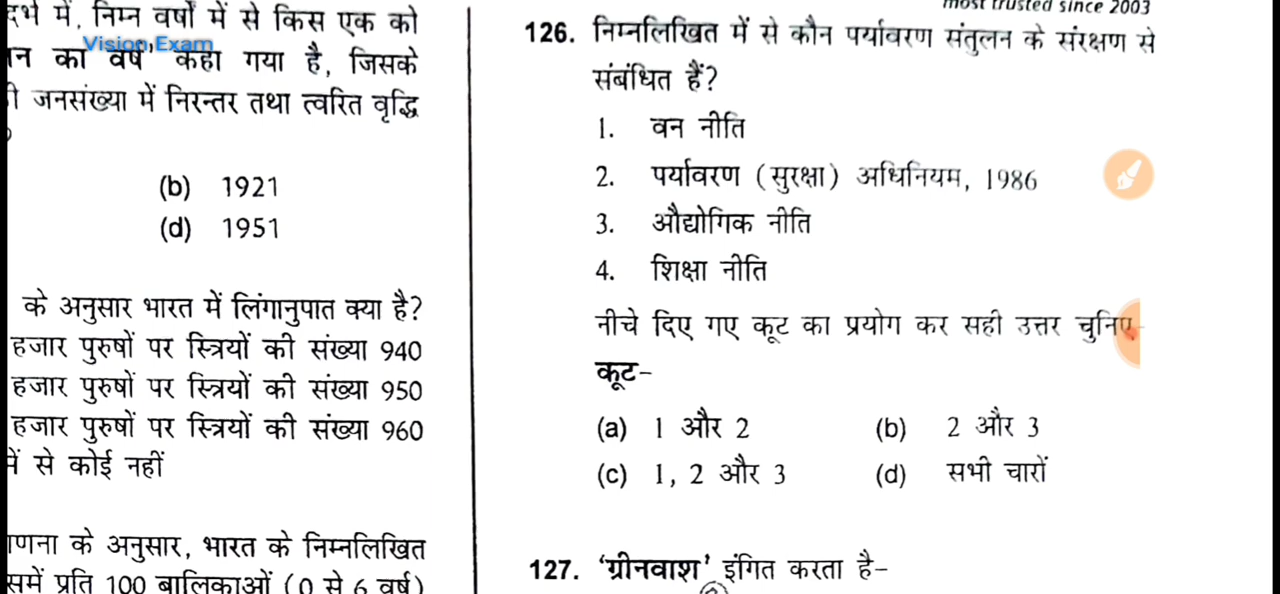 दर्भ में, निम्न वर्षों में से किस एक को
Vision Exam
न का वर्ष' कहा गया है, जिसके
ी जनसंख्या में निरन्तर तथा त्वरित वृद्धि
(b) 1921
(d) 1951
के अनुसार भारत में लिंगानुपात क्या है?
हजार पुरुषों पर स्त्रियों की संख्या 940
हजार पुरुषों पर स्त्रियों की संख्या 950
हजार पुरुषों पर स्त्रियों की संख्या 960
में से कोई नहीं
गणना के अनुसार, भारत के निम्नलिखित
समें प्रति 100 बालिकाओं (0 से 6 वर्ष)
most trusted since 2003
126. निम्नलिखित में से कौन पर्यावरण संतुलन के संरक्षण से
संबंधित हैं?
1. वन नीति
2. पर्यावरण (सुरक्षा) अधिनियम, 1986
3. औद्योगिक नीति
4. शिक्षा नीति
नीचे दिए गए कूट का प्रयोग कर सही उत्तर चुनिए-
कूट-
(a) 1 और 2 (b) 2 और 3
(c) 1, 2 और 3 (d) सभी चारों
127. 'ग्रीनवाश' इंगित करता है-